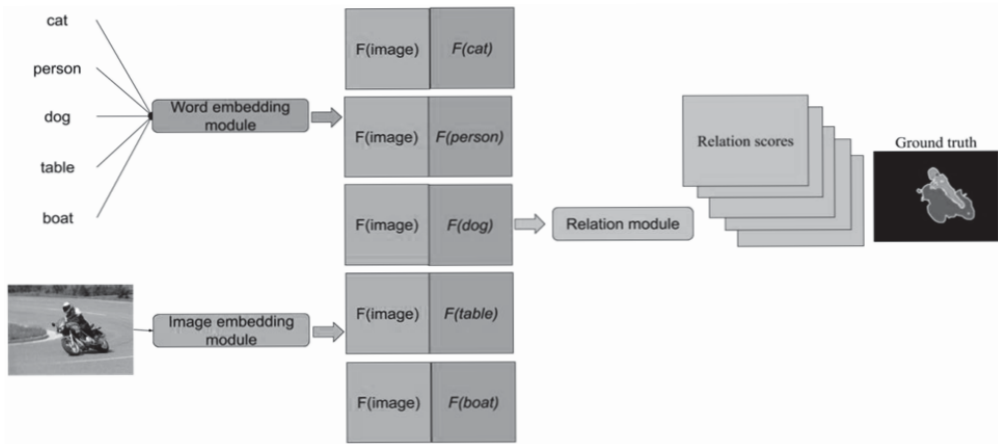 cat
person
dog
table
boat
Word embedding
module
Image embedding
module
F(image) F(cat)
F(image) F(person)
F(image) F(dog)
F(image) F(table)
F(image) F(boat)
Relation module
Relation scores
Ground truth